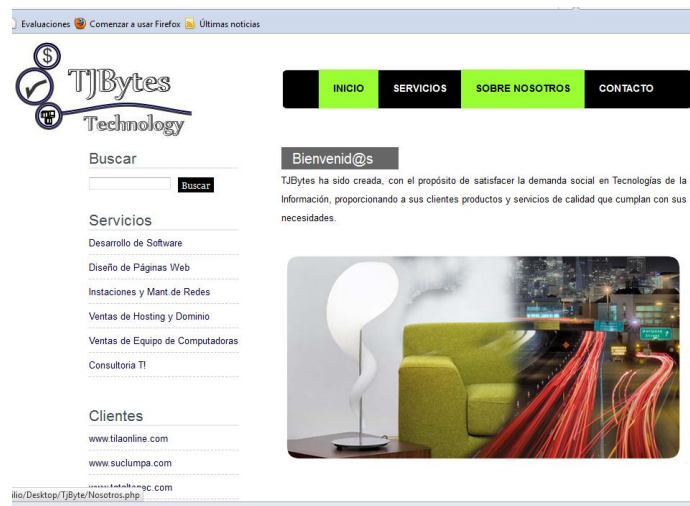 Evaluaciones Comenzar a usar Firefox Últimas noticias
TJBytes
Technology
INICIO SERVICIOS SOBRE NOSOTROS CONTACTO
Buscar
Buscar
Servicios
Desarrollo de Software
Diseño de Páginas Web
Instaciones y Mant.de Redes
Ventas de Hosting y Dominio
Ventas de Equipo de Computadoras
Consultoria T!
Clientes
www.tilaonline.com
www.suclumpa.com
ilio/Desktop/TjByte/Nosotros.php
Bienvenid@s
TJBytes ha sido creada, con el propósito de satisfacer la demanda social en Tecnologías de la
Información, proporcionando a sus clientes productos y servicios de calidad que cumplan con sus
necesidades.